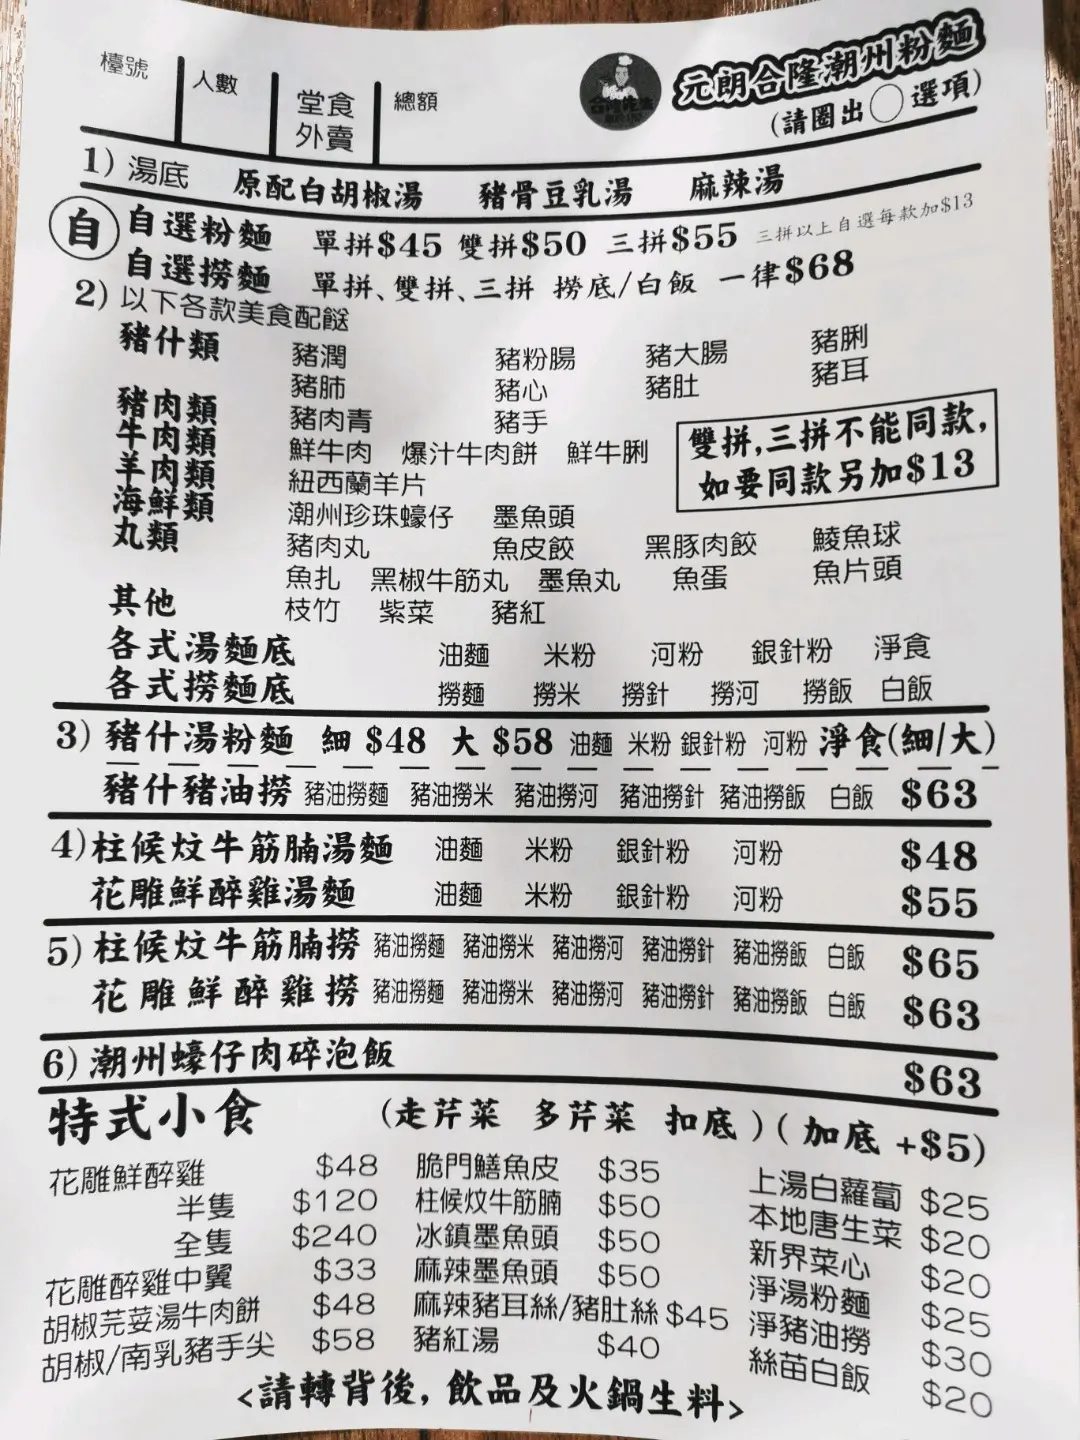 檯號 人數 堂食 外賣 總額
元朗合隆潮州粉麵
(請圈出○選項)
1) 湯底 原配白胡椒湯 豬骨豆乳湯 麻辣湯
自 自選粉麵 單拼$45 雙拼$50 三拼$55 三拼以上自選每款加$13
自選撈麵 單拼、雙拼、三拼 撈底/白飯 一律$68
2) 以下各款美食配餸
豬什類 豬潤 豬粉腸 豬大腸 豬脷
豬肺 豬心 豬肚 豬耳
豬肉類 豬肉青 豬手
牛肉類 鮮牛肉 爆汁牛肉餅 鮮牛脷
羊肉類 紐西蘭羊片
雙拼,三拼不能同款,
如要同款另加$13
海鮮類 潮州珍珠蠔仔 墨魚頭
丸類 豬肉丸 魚皮餃 黑豚肉餃 鯪魚球
魚扎 黑椒牛筋丸 墨魚丸 魚蛋 魚片頭
其他 枝竹 紫菜 豬紅
各式湯麵底 油麵 米粉 河粉 銀針粉 淨食
各式撈麵底 撈麵 撈米 撈針 撈河 撈飯 白飯
3) 豬什湯粉麵 細 $48 大 $58 油麵 米粉 銀針粉 河粉 淨食(細/大)
豬什豬油撈 豬油撈麵 豬油撈米 豬油撈河 豬油撈針 豬油撈飯 白飯 $63
4) 柱候炆牛筋腩湯麵 油麵 米粉 銀針粉 河粉 $48
花雕鮮醉雞湯麵 油麵 米粉 銀針粉 河粉 $55
5) 柱候炆牛筋腩撈 豬油撈麵 豬油撈米 豬油撈河 豬油撈針 豬油撈飯 白飯 $65
花雕鮮醉雞撈 豬油撈麵 豬油撈米 豬油撈河 豬油撈針 豬油撈飯 白飯 $63
6) 潮州蠔仔肉碎泡飯 $63
特式小食 (走芹菜 多芹菜 扣底) (加底 +$5)
花雕鮮醉雞 $48 脆門鱔魚皮 $35 上湯白蘿蔔 $25
半隻 $120 柱候炆牛筋腩 $50 本地唐生菜 $20
全隻 $240 冰鎮墨魚頭 $50 新界菜心 $20
花雕醉雞中翼 $33 麻辣墨魚頭 $50 淨湯粉麵 $25
胡椒芫荽湯牛肉餅 $48 麻辣豬耳絲/豬肚絲 $45 淨豬油撈 $30
胡椒/南乳豬手尖 $58 豬紅湯 $40 絲苗白飯 $20
<請轉背後, 飲品及火鍋生料>